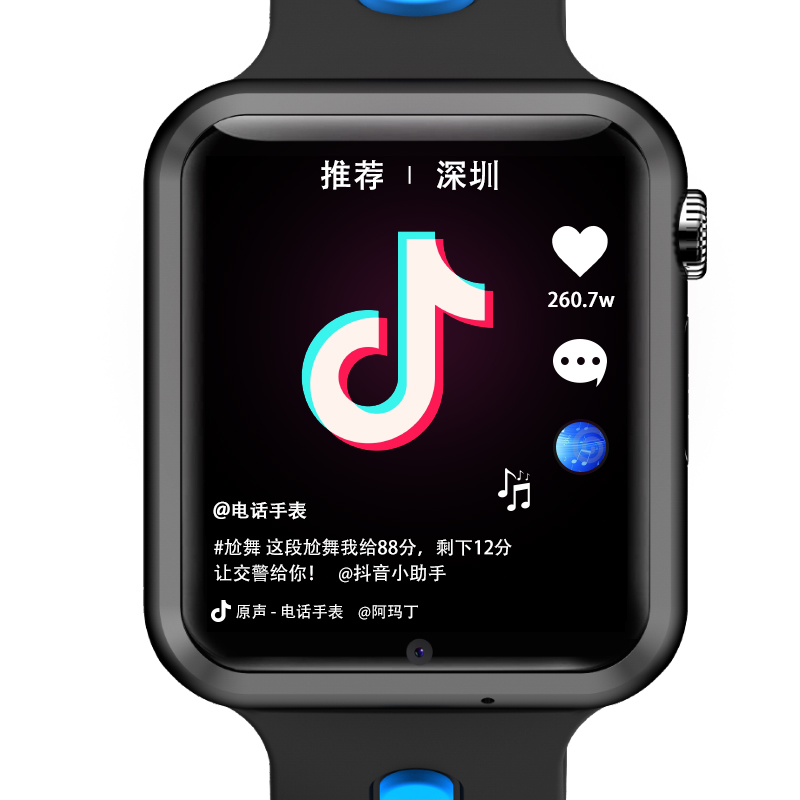 推荐 | 深圳
260.7w
@电话手表
#尬舞 这段尬舞我给88分，剩下12分
让交警给你！ @抖音小助手
原声 - 电话手表 @阿玛丁